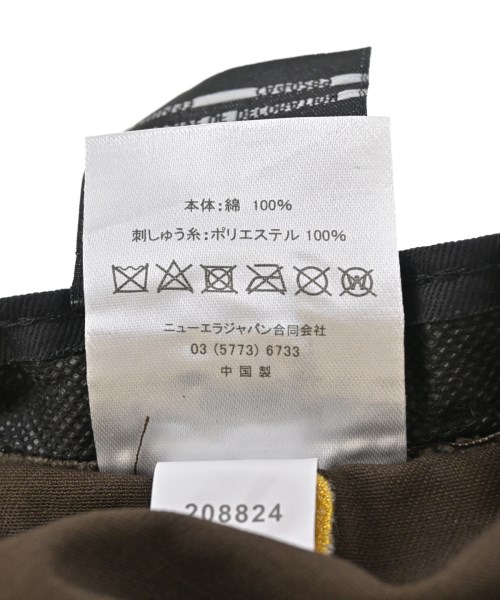 本体：綿 100%
刺しゅう糸：ポリエステル 100%
ニューエラジャパン合同会社
03 (5773) 6733
中国製
208824